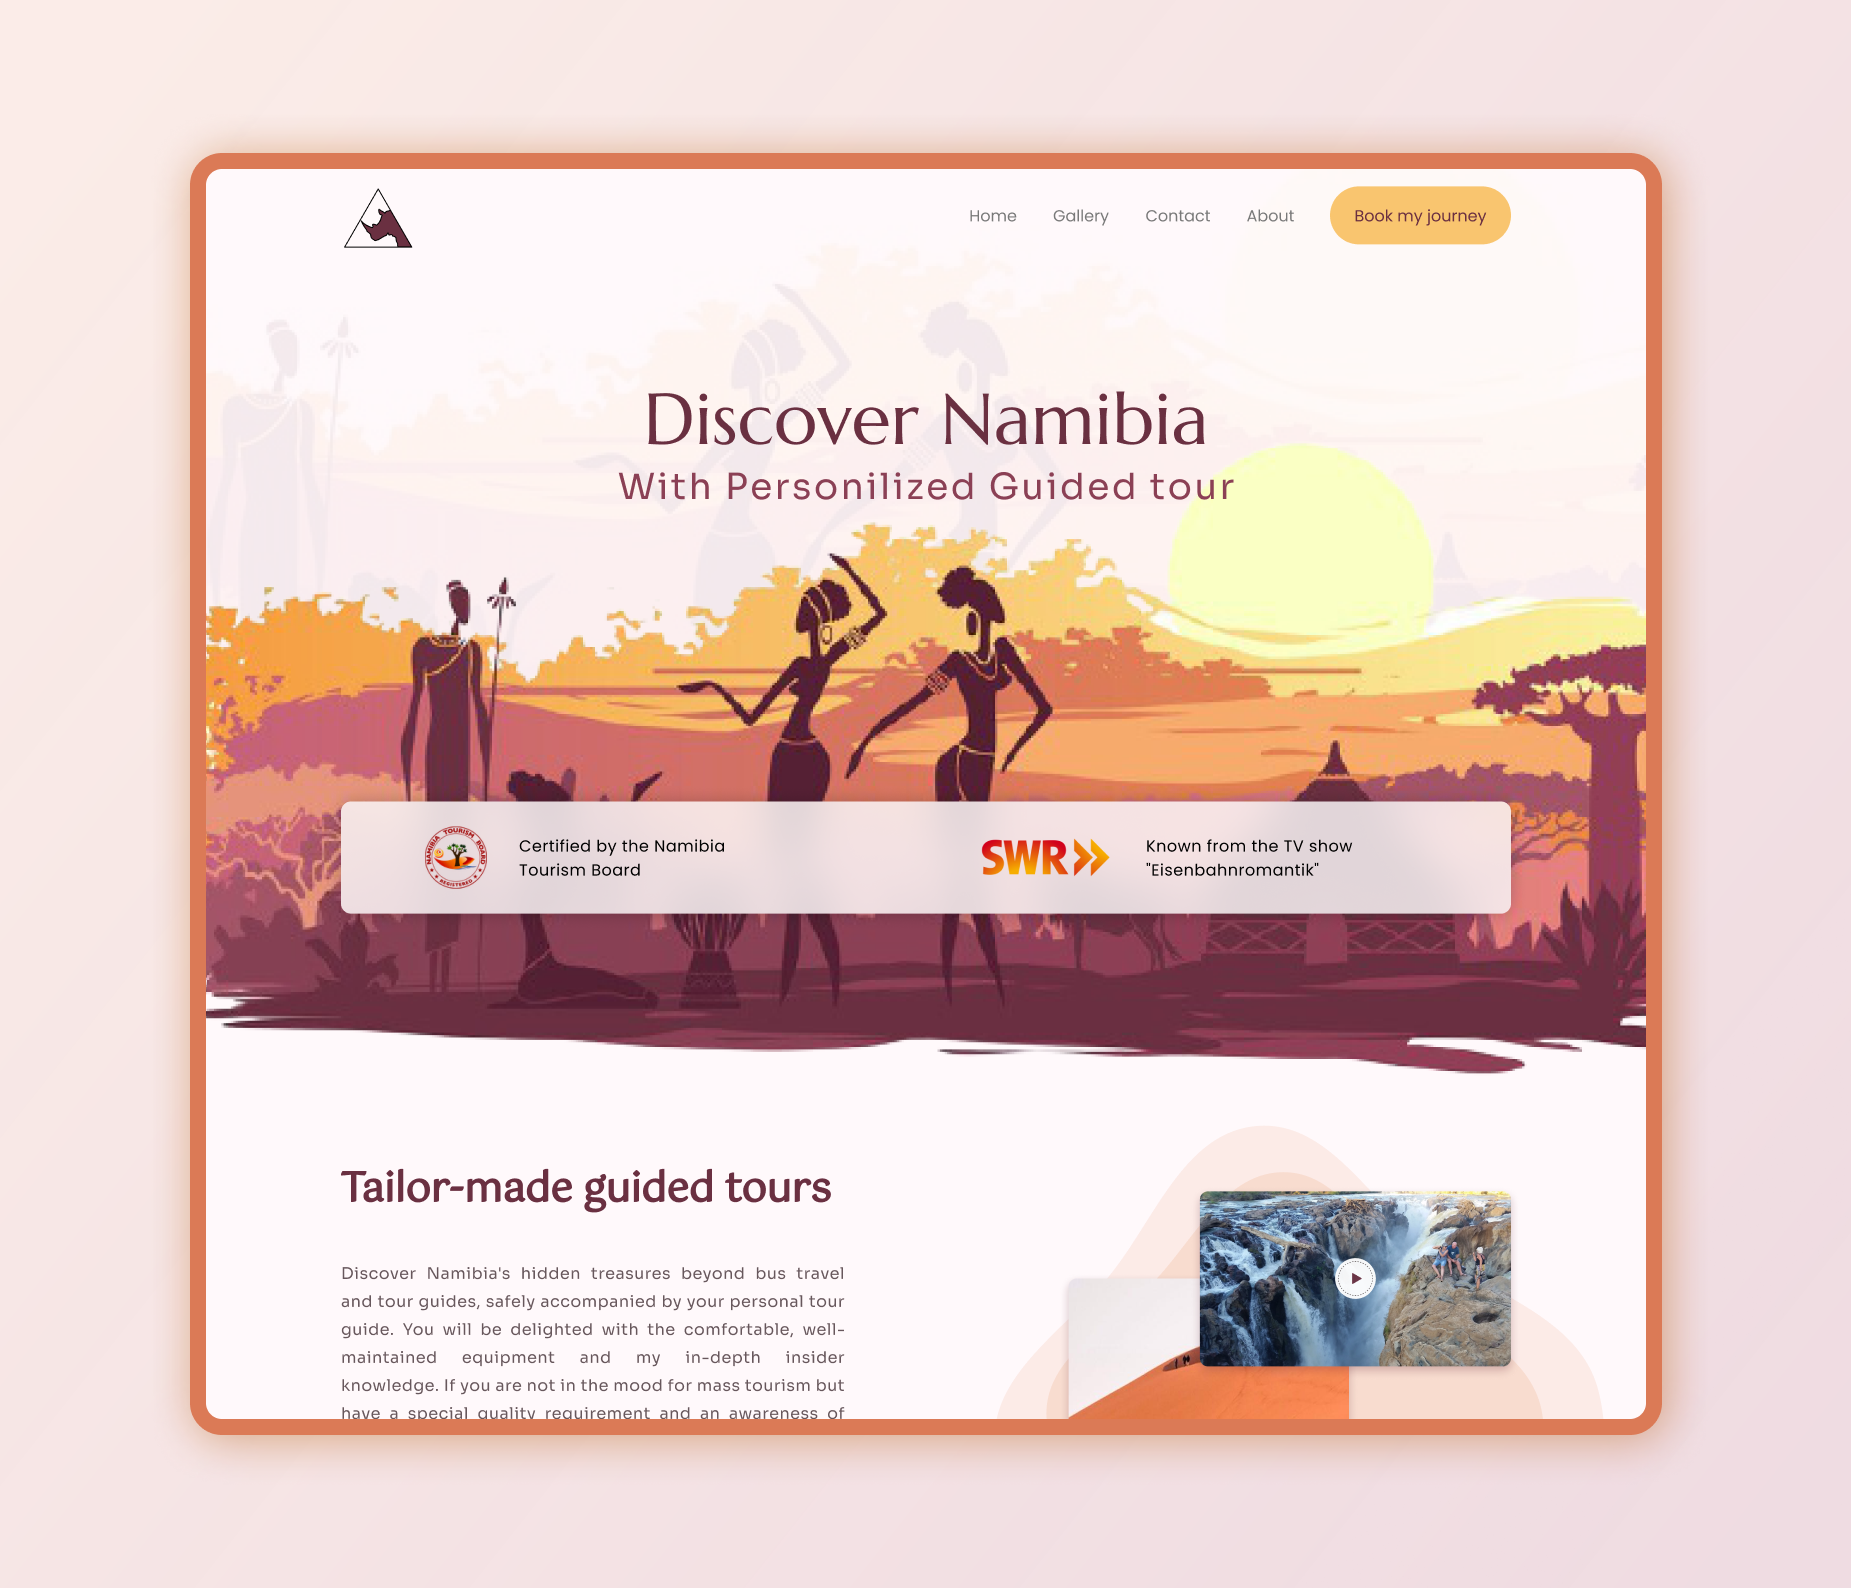 Home Gallery Contact About Book my journey
Discover Namibia
With Personilized Guided tour
NAMIBIA TOURISM BOARD
REGISTERED
Certified by the Namibia
Tourism Board
SWR
Known from the TV show
"Eisenbahnromantik"
Tailor-made guided tours
Discover Namibia's hidden treasures beyond bus travel
and tour guides, safely accompanied by your personal tour
guide. You will be delighted with the comfortable, well-
maintained equipment and my in-depth insider
knowledge. If you are not in the mood for mass tourism but
have a special quality requirement and an awareness of